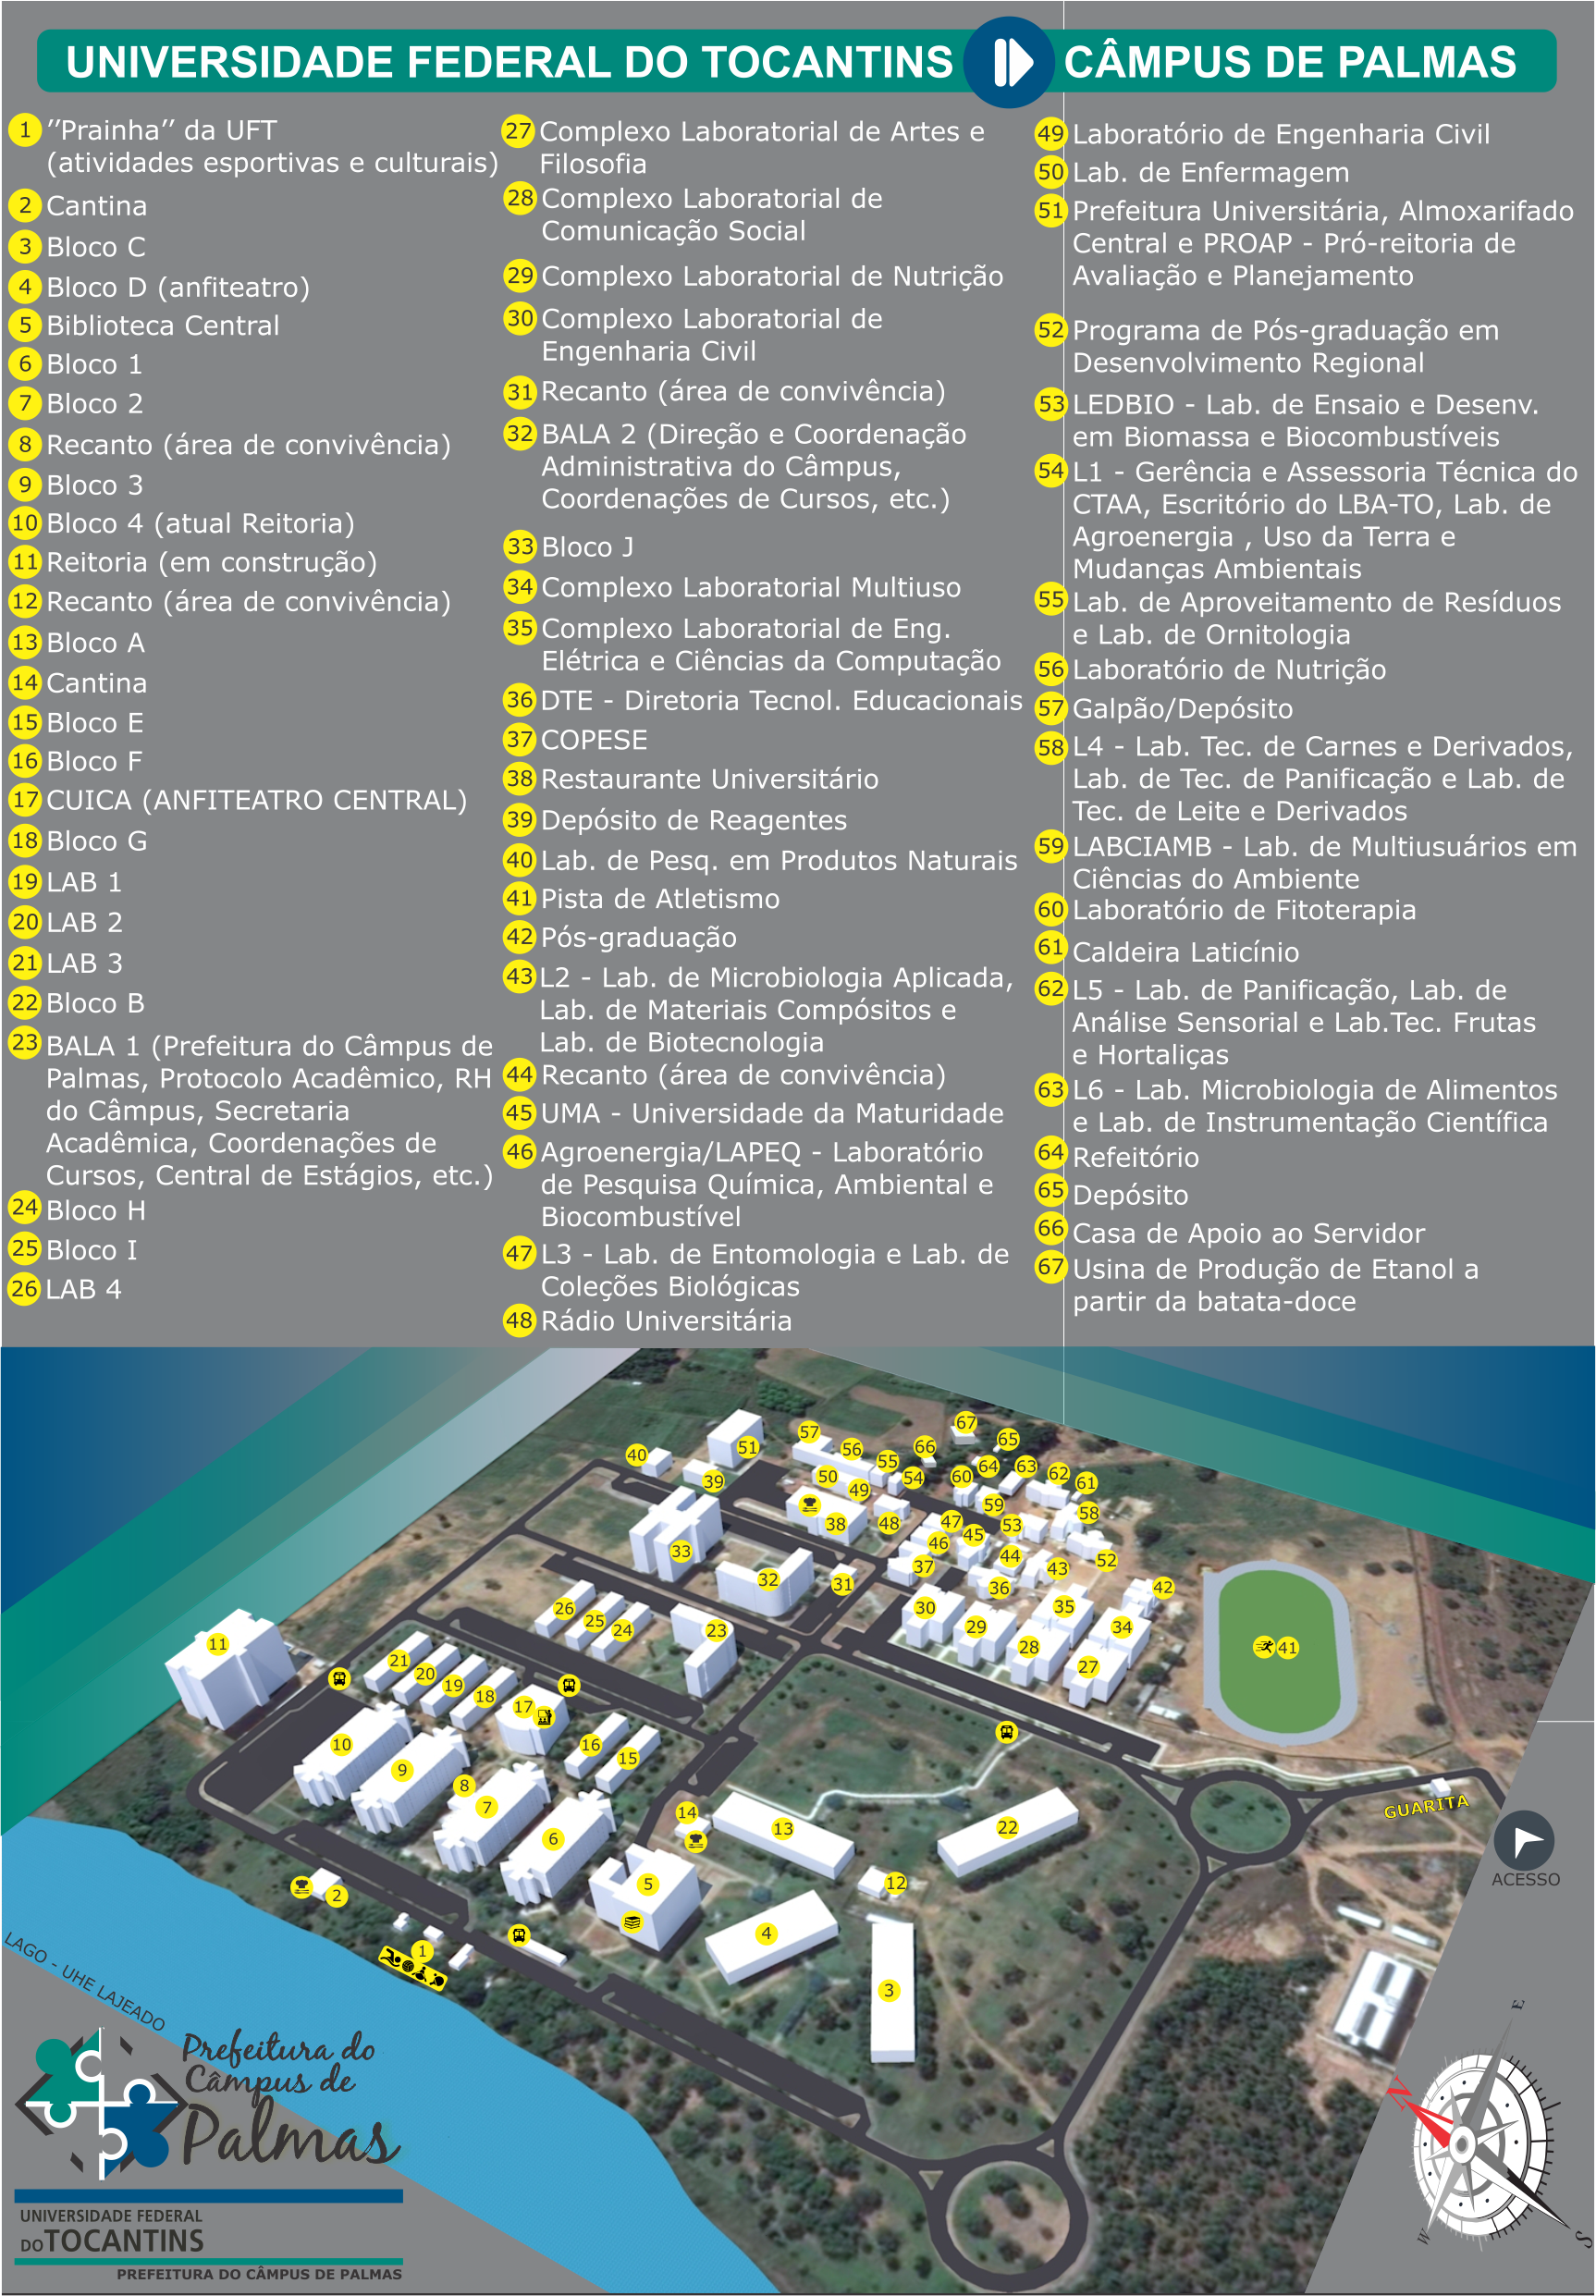 UNIVERSIDADE FEDERAL DO TOCANTINS CÂMPUS DE PALMAS
1 ’’Prainha’’ da UFT
(atividades esportivas e culturais)
2 Cantina
3 Bloco C
4 Bloco D (anfiteatro)
5 Biblioteca Central
6 Bloco 1
7 Bloco 2
8 Recanto (área de convivência)
9 Bloco 3
10 Bloco 4 (atual Reitoria)
11 Reitoria (em construção)
12 Recanto (área de convivência)
13 Bloco A
14 Cantina
15 Bloco E
16 Bloco F
17 CUICA (ANFITEATRO CENTRAL)
18 Bloco G
19 LAB 1
20 LAB 2
21 LAB 3
22 Bloco B
23 BALA 1 (Prefeitura do Câmpus de
Palmas, Protocolo Acadêmico, RH
do Câmpus, Secretaria
Acadêmica, Coordenações de
Cursos, Central de Estágios, etc.)
24 Bloco H
25 Bloco I
26 LAB 4
27 Complexo Laboratorial de Artes e
Filosofia
28 Complexo Laboratorial de
Comunicação Social
29 Complexo Laboratorial de Nutrição
30 Complexo Laboratorial de
Engenharia Civil
31 Recanto (área de convivência)
32 BALA 2 (Direção e Coordenação
Administrativa do Câmpus,
Coordenações de Cursos, etc.)
33 Bloco J
34 Complexo Laboratorial Multiuso
35 Complexo Laboratorial de Eng.
Elétrica e Ciências da Computação
36 DTE - Diretoria Tecnol. Educacionais
37 COPESE
38 Restaurante Universitário
39 Depósito de Reagentes
40 Lab. de Pesq. em Produtos Naturais
41 Pista de Atletismo
42 Pós-graduação
43 L2 - Lab. de Microbiologia Aplicada,
Lab. de Materiais Compósitos e
Lab. de Biotecnologia
44 Recanto (área de convivência)
45 UMA - Universidade da Maturidade
46 Agroenergia/LAPEQ - Laboratório
de Pesquisa Química, Ambiental e
Biocombustível
47 L3 - Lab. de Entomologia e Lab. de
Coleções Biológicas
48 Rádio Universitária
49 Laboratório de Engenharia Civil
50 Lab. de Enfermagem
51 Prefeitura Universitária, Almoxarifado
Central e PROAP - Pró-reitoria de
Avaliação e Planejamento
52 Programa de Pós-graduação em
Desenvolvimento Regional
53 LEDBIO - Lab. de Ensaio e Desenv.
em Biomassa e Biocombustíveis
54 L1 - Gerência e Assessoria Técnica do
CTAA, Escritório do LBA-TO, Lab. de
Agroenergia , Uso da Terra e
Mudanças Ambientais
55 Lab. de Aproveitamento de Resíduos
e Lab. de Ornitologia
56 Laboratório de Nutrição
57 Galpão/Depósito
58 L4 - Lab. Tec. de Carnes e Derivados,
Lab. de Tec. de Panificação e Lab. de
Tec. de Leite e Derivados
59 LABCIAMB - Lab. de Multiusuários em
Ciências do Ambiente
60 Laboratório de Fitoterapia
61 Caldeira Laticínio
62 L5 - Lab. de Panificação, Lab. de
Análise Sensorial e Lab.Tec. Frutas
e Hortaliças
63 L6 - Lab. Microbiologia de Alimentos
e Lab. de Instrumentação Científica
64 Refeitório
65 Depósito
66 Casa de Apoio ao Servidor
67 Usina de Produção de Etanol a
partir da batata-doce
67
57
65
66
51
56
40
55
64
63
62
50
54
60
61
39
49
59
58
38
48
47
53
33
45
46
44
52
37
43
32
31
36
42
26
30
35
25
24
23
29
34
11
28
41
21
27
20
19
18
17
10
16
15
9
8
7
14
GUARITA
22
13
6
5
12
ACESSO
2
4
1
3
LAGO - UHE LAJEADO
N
E
S
W
Prefeitura do
Câmpus de
Palmas
UNIVERSIDADE FEDERAL
DO TOCANTINS
PREFEITURA DO CÂMPUS DE PALMAS